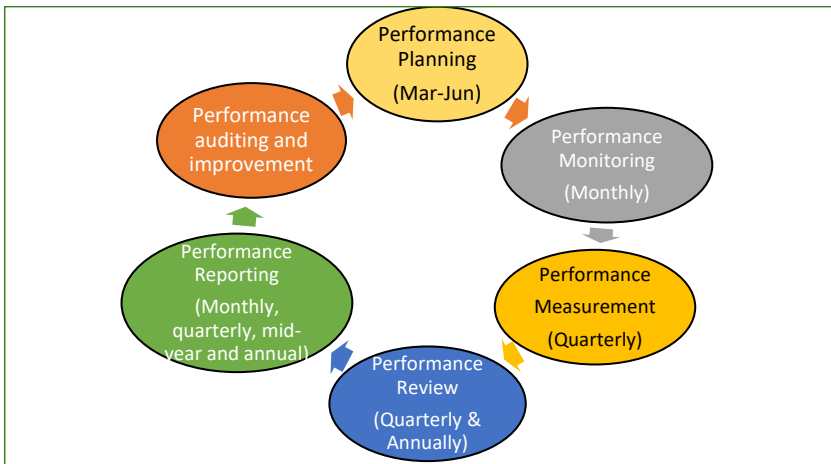 Performance
Planning
(Mar-Jun)
Performance
Monitoring
(Monthly)
Performance
Measurement
(Quarterly)
Performance
Review
(Quarterly &
Annually)
Performance
Reporting
(Monthly,
quarterly, mid-
year and annual)
Performance
auditing and
improvement